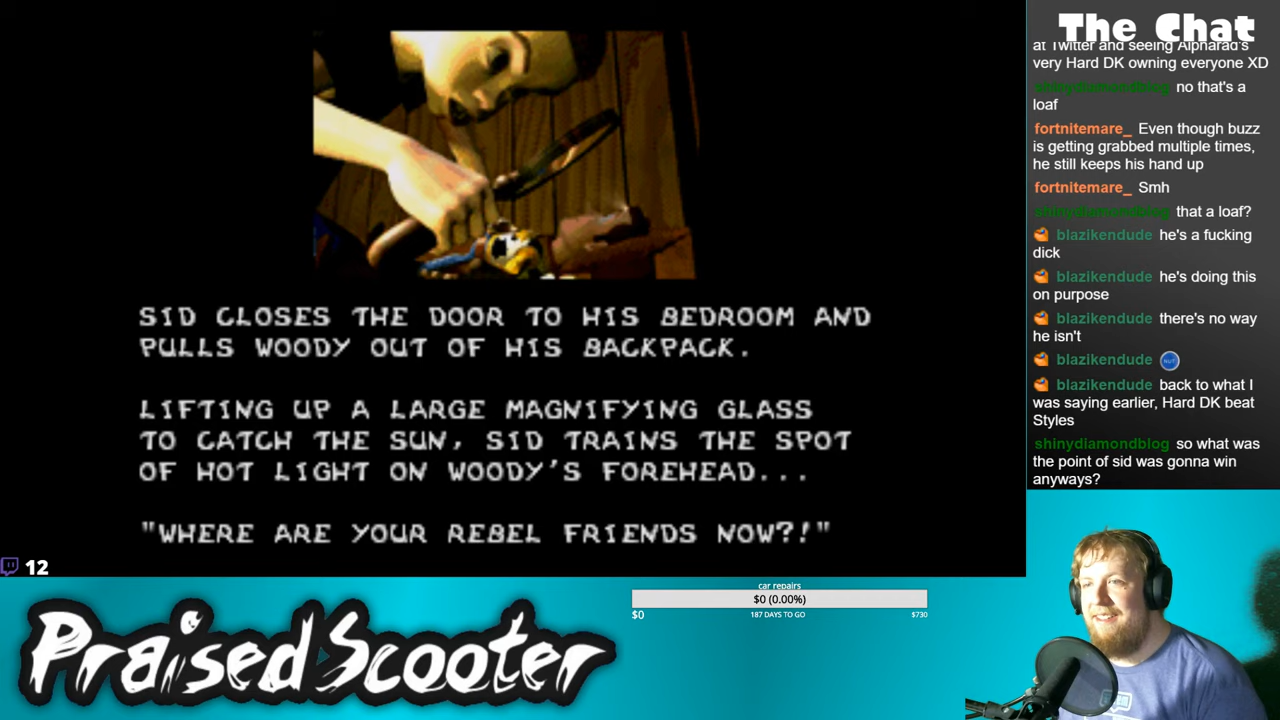 SID CLOSES THE DOOR TO HIS BEDROOM AND
PULLS WOODY OUT OF HIS BACKPACK.
LIFTING UP A LARGE MAGNIFYING GLASS
TO CATCH THE SUN, SID TRAINS THE SPOT
OF HOT LIGHT ON WOODY'S FOREHEAD...
"WHERE ARE YOUR REBEL FRIENDS NOW?!"
12
The Chat
at Twitter and seeing Alpharad's
very Hard DK owning everyone XD
shinydiamondblog no that's a
loaf
fortnitemare_ Even though buzz
is getting grabbed multiple times,
he still keeps his hand up
fortnitemare_ Smh
shinydiamondblog that a loaf?
blazikendude he's a fucking
dick
blazikendude he's doing this
on purpose
blazikendude there's no way
he isn't
blazikendude
blazikendude back to what I
was saying earlier, Hard DK beat
Styles
shinydiamondblog so what was
the point of sid was gonna win
anyways?
PraisedScooter
car repairs
$0 (0.00%)
$0 187 DAYS TO GO $730